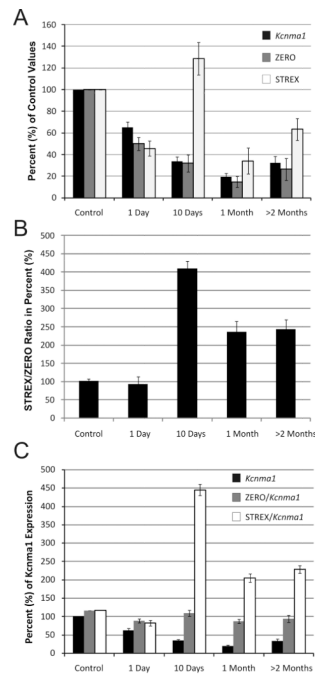 A
Percent (%) of Control Values
160
140
120
100
80
60
40
20
0
Kcnma1
ZERO
STREX
Control 1 Day 10 Days 1 Month >2 Months
B
STREX/ZERO Ratio in Percent (%)
500
450
400
350
300
250
200
150
100
50
0
Control 1 Day 10 Days 1 Month >2 Months
C
Percent (%) of Kcnma1 Expression
500
450
400
350
300
250
200
150
100
50
0
Kcnma1
ZERO/Kcnma1
STREX/Kcnma1
Control 1 Day 10 Days 1 Month >2 Months